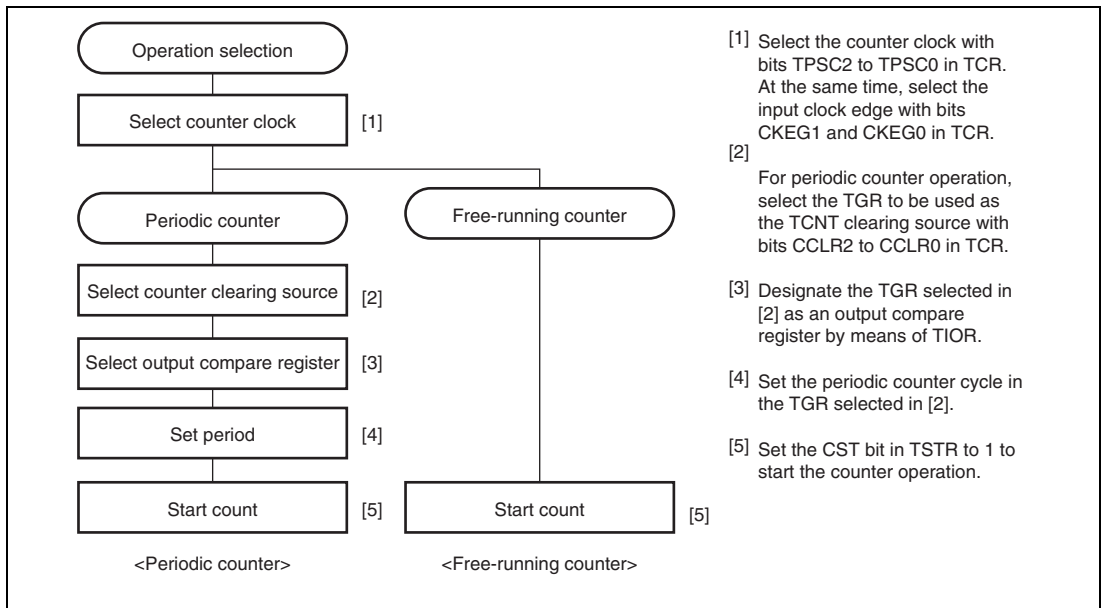 Operation selection
Select counter clock
[1]
Periodic counter
Free-running counter
Select counter clearing source
[2]
Select output compare register
[3]
Set period
[4]
Start count
[5]
Start count
[5]
<Periodic counter>
<Free-running counter>
[1] Select the counter clock with
bits TPSC2 to TPSC0 in TCR.
At the same time, select the
input clock edge with bits
CKEG1 and CKEG0 in TCR.
[2]
For periodic counter operation,
select the TGR to be used as
the TCNT clearing source with
bits CCLR2 to CCLR0 in TCR.
[3] Designate the TGR selected in
[2] as an output compare
register by means of TIOR.
[4] Set the periodic counter cycle in
the TGR selected in [2].
[5] Set the CST bit in TSTR to 1 to
start the counter operation.